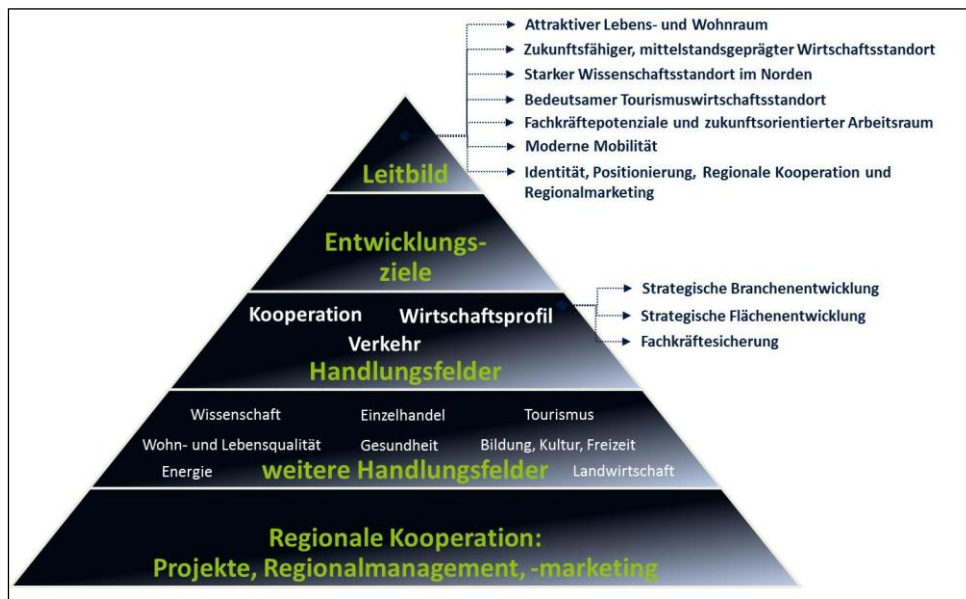 Attraktiver Lebens- und Wohnraum
Zukunftsfähiger, mittelstandsgeprägter Wirtschaftsstandort
Starker Wissenschaftsstandort im Norden
Bedeutsamer Tourismuswirtschaftsstandort
Fachkräftepotenziale und zukunftsorientierter Arbeitsraum
Moderne Mobilität
Identität, Positionierung, Regionale Kooperation und
Regionalmarketing
Leitbild
Entwicklungs-
ziele
Strategische Branchenentwicklung
Strategische Flächenentwicklung
Fachkräftesicherung
Kooperation Wirtschaftsprofil
Verkehr
Handlungsfelder
Wissenschaft Einzelhandel Tourismus
Wohn- und Lebensqualität Gesundheit Bildung, Kultur, Freizeit
Energie weitere Handlungsfelder Landwirtschaft
Regionale Kooperation:
Projekte, Regionalmanagement, -marketing